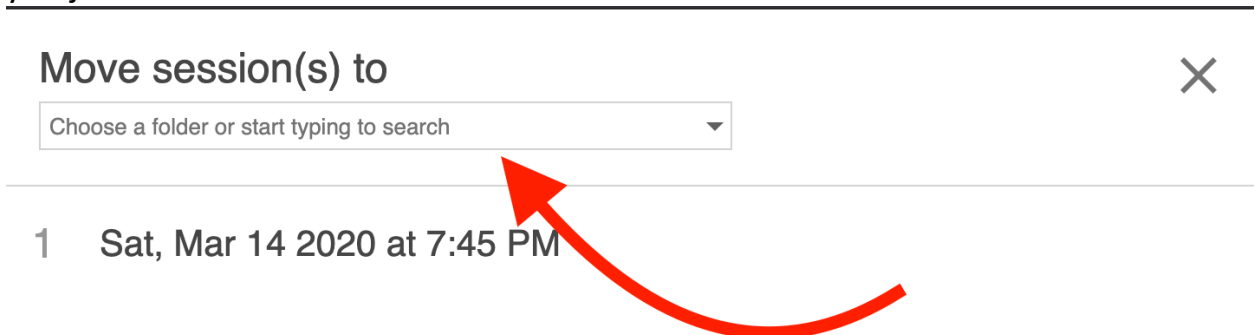 Move session(s) to
Choose a folder or start typing to search
1 Sat, Mar 14 2020 at 7:45 PM